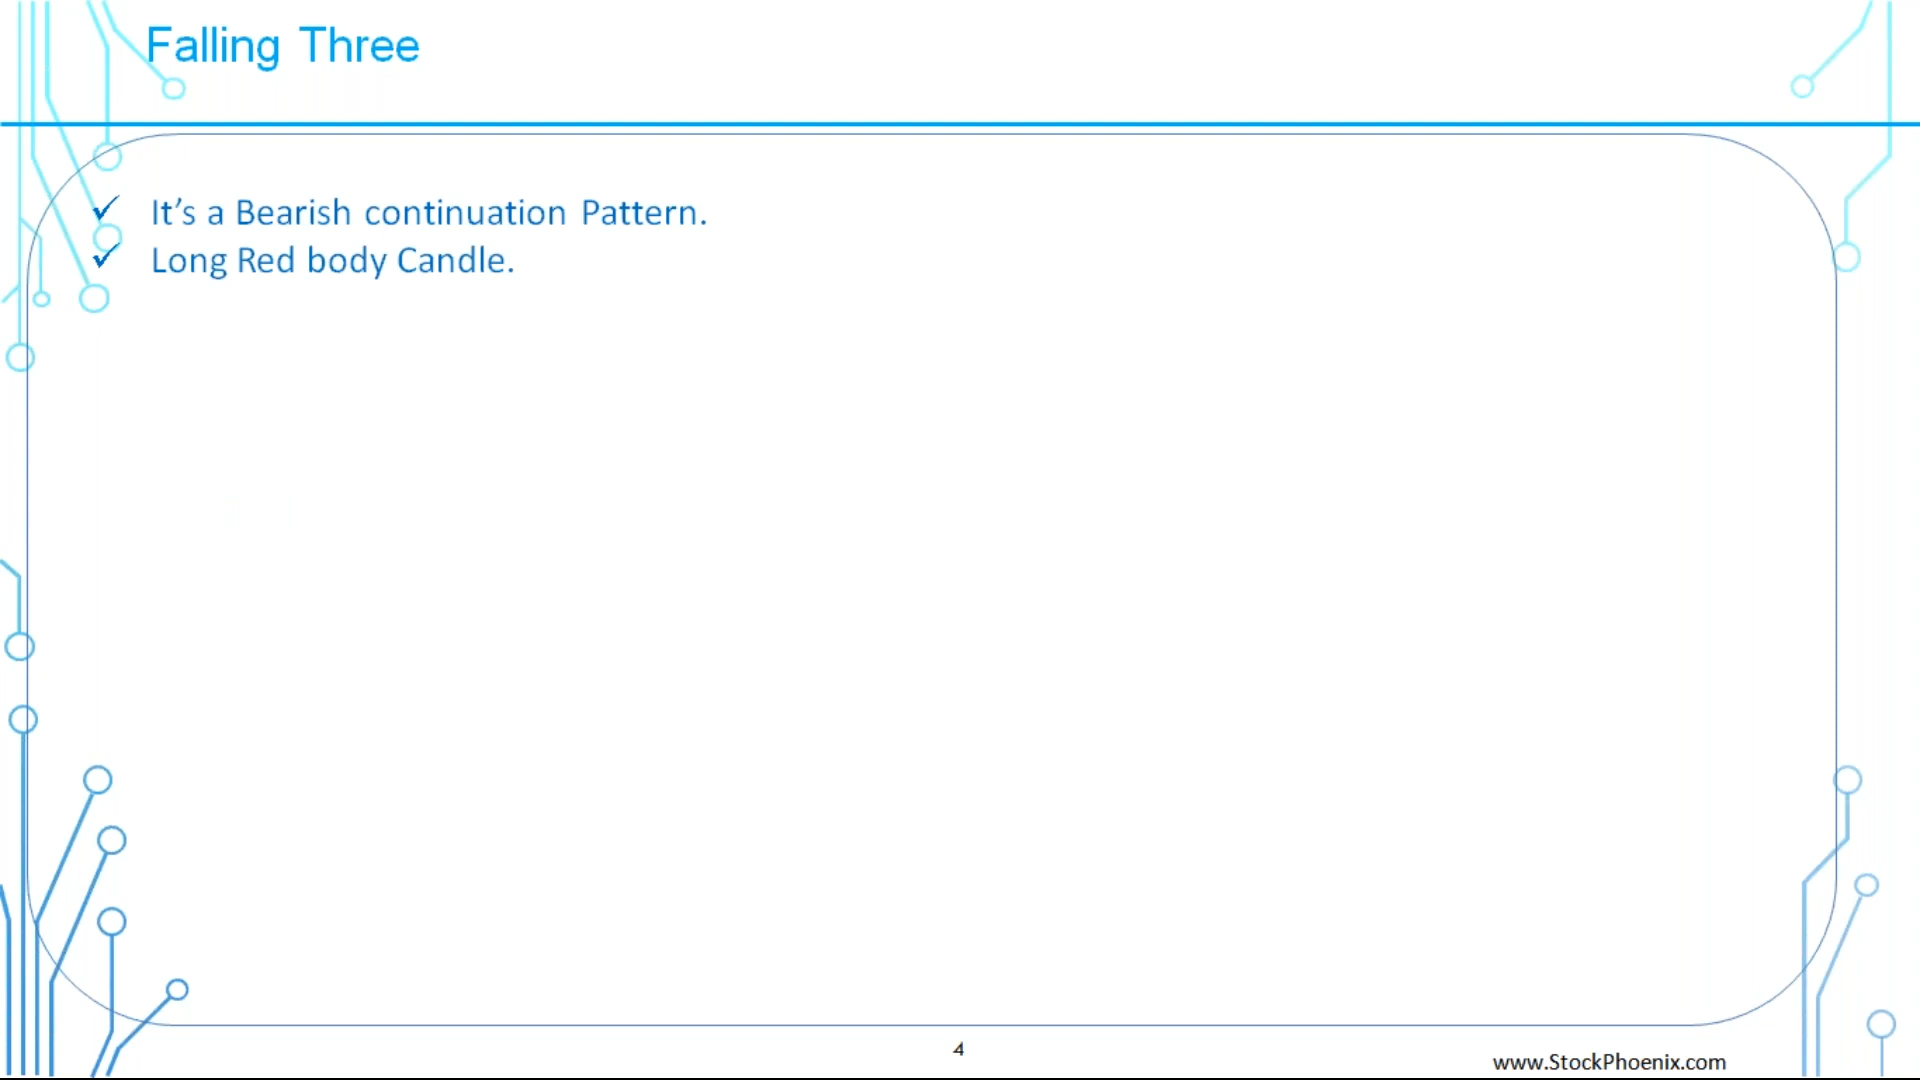 Falling Three
✓ It’s a Bearish continuation Pattern.
✓ Long Red body Candle.
4
www.StockPhoenix.com